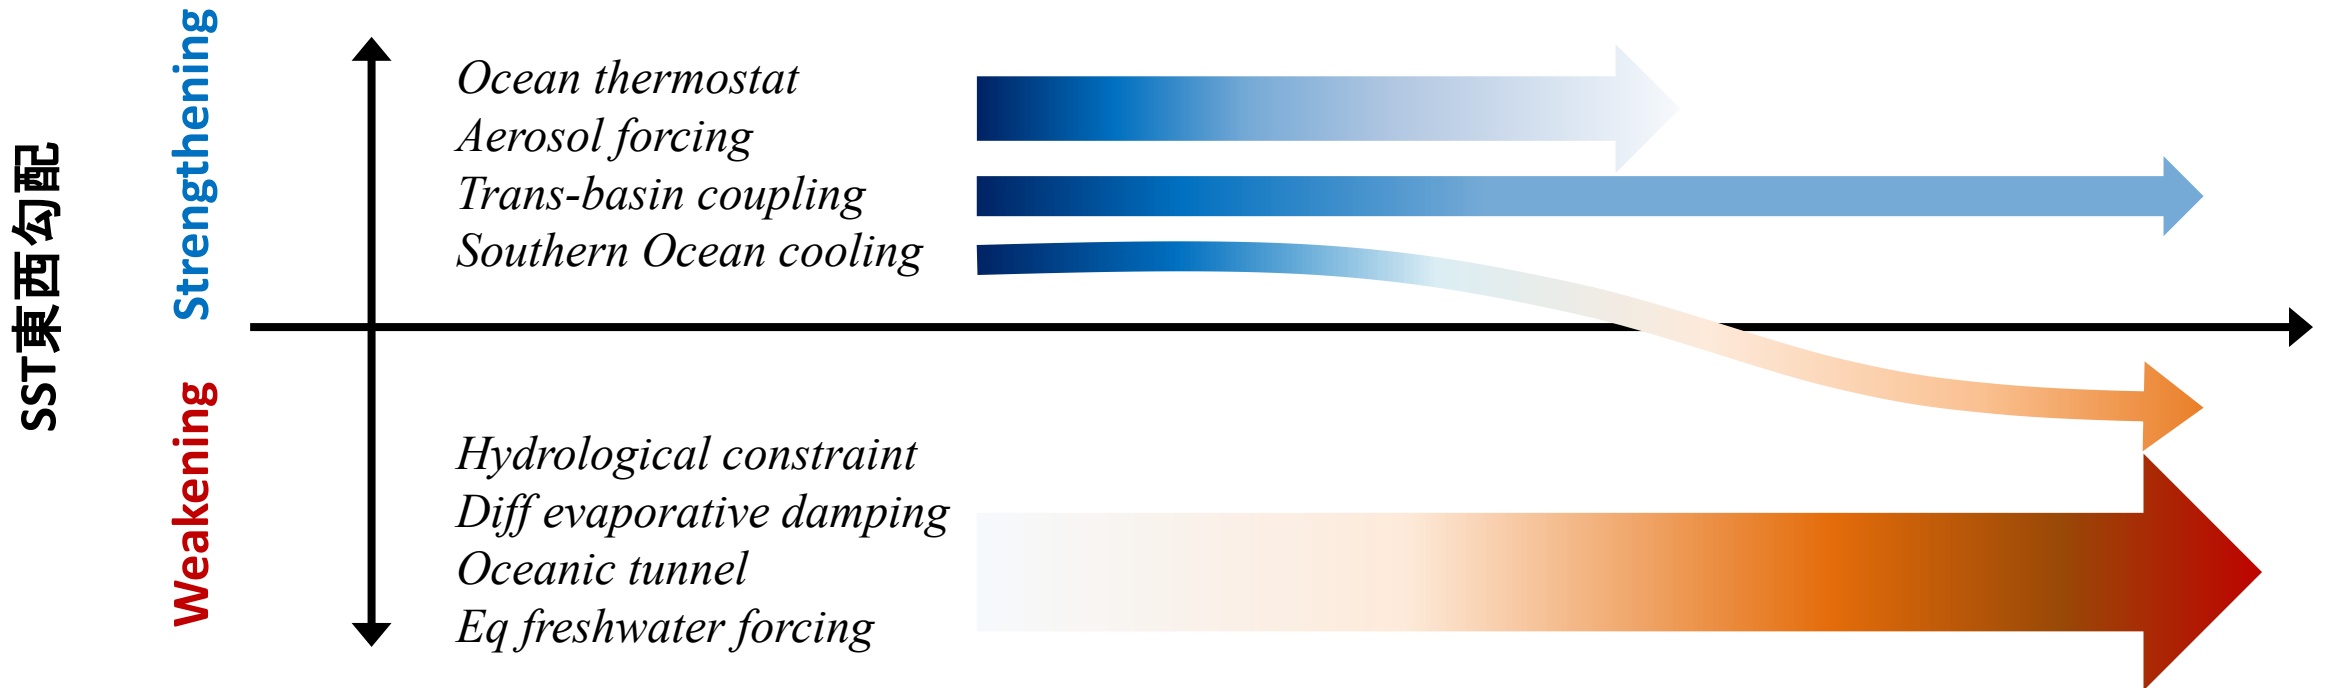 SST東西勾配
Strengthening
Weakening
Ocean thermostat
Aerosol forcing
Trans-basin coupling
Southern Ocean cooling
Hydrological constraint
Diff evaporative damping
Oceanic tunnel
Eq freshwater forcing